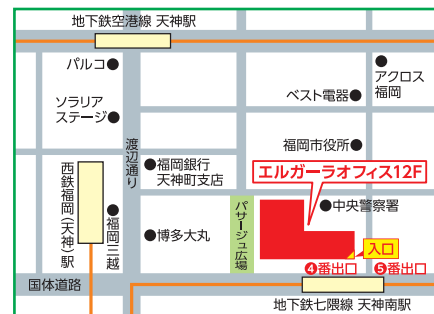 地下鉄空港線 天神駅
パルコ
アクロス
福岡
ソラリア
ステージ
ベスト電器
渡辺通り
福岡市役所
福岡銀行
天神町支店
エルガーラオフィス12F
西鉄福岡(天神)駅
福岡三越
パサージュ広場
中央警察署
博多大丸
入口
❹番出口
❺番出口
国体道路
地下鉄七隈線 天神南駅